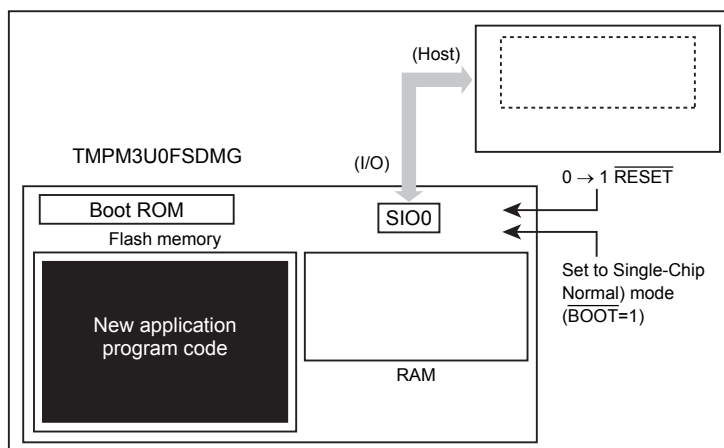 (Host)
TMPM3U0FSDMG
(I/O)
0 → 1 RESET
Boot ROM
SIO0
Flash memory
Set to Single-Chip
Normal) mode
(BOOT=1)
New application
program code
RAM